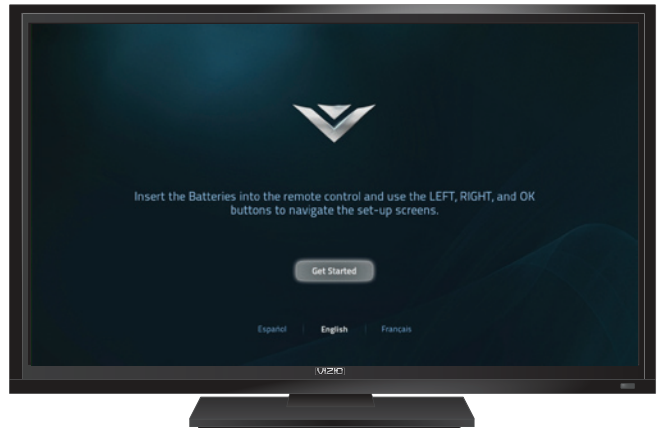 Insert the Batteries into the remote control and use the LEFT, RIGHT, and OK
buttons to navigate the set-up screens.
Get Started
Español | English | Français
VIZIO